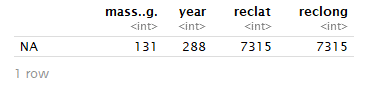 mass..g. year reclat reclong
<int> <int> <int> <int>
NA 131 288 7315 7315
1 row